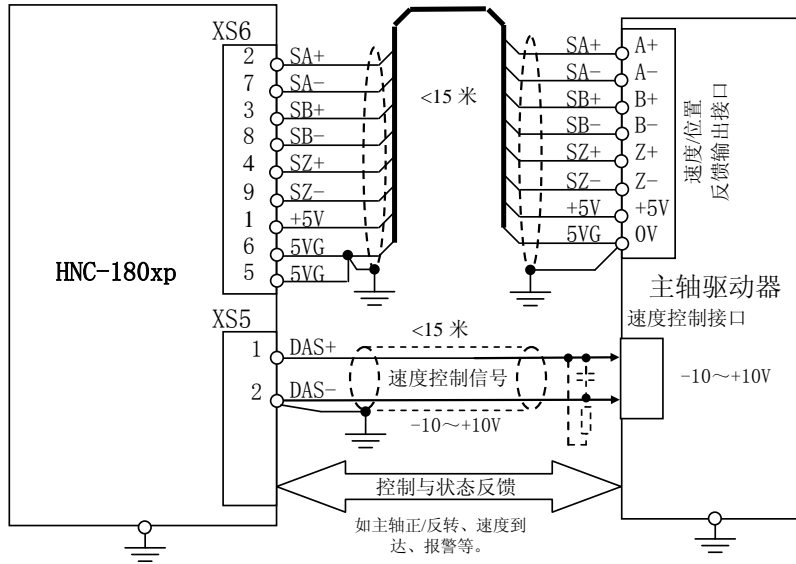 XS6
2 SA+
7 SA-
3 SB+
8 SB-
4 SZ+
9 SZ-
1 +5V
6 5VG
5 5VG
HNC-180xp
<15 米
SA+ A+
SA- A-
SB+ B+
SB- B-
SZ+ Z+
SZ- Z-
+5V +5V
5VG 0V
速度/位置
反馈输出接口
主轴驱动器
速度控制接口
XS5
1 DAS+
2 DAS-
<15 米
速度控制信号
-10～+10V
-10～+10V
控制与状态反馈
如主轴正/反转、速度到
达、报警等。